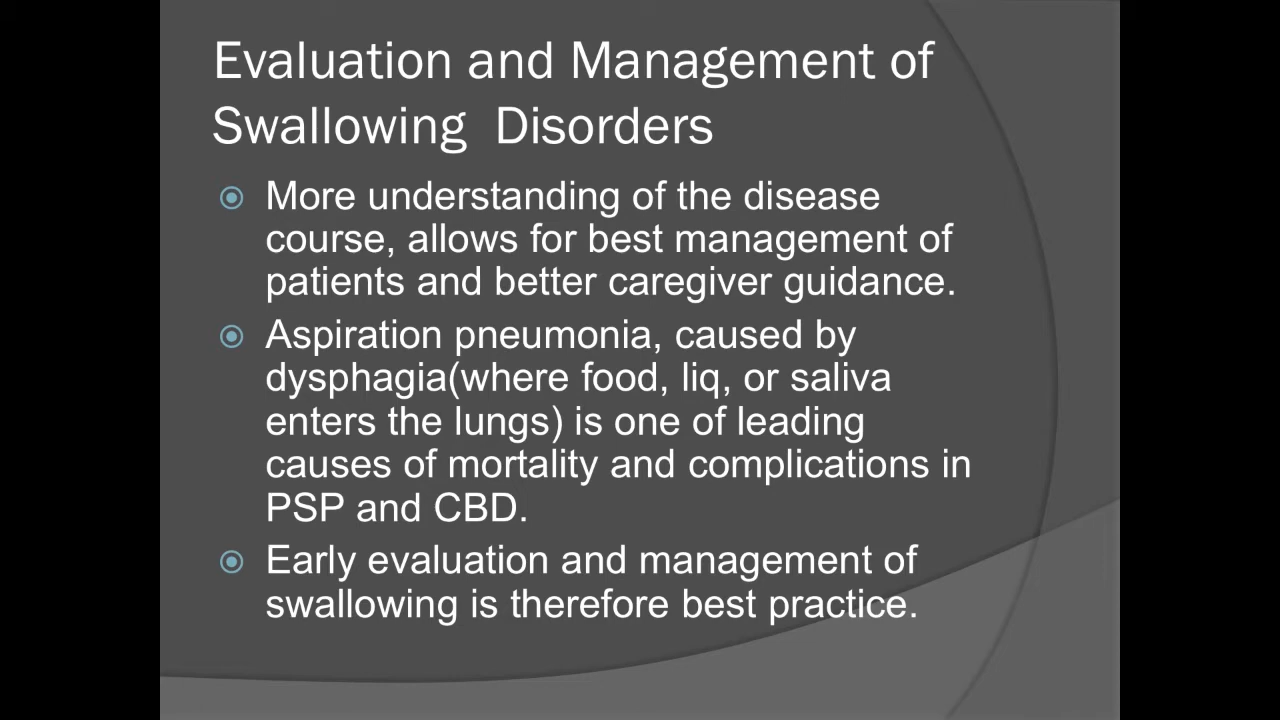 Evaluation and Management of
Swallowing Disorders
More understanding of the disease
course, allows for best management of
patients and better caregiver guidance.
Aspiration pneumonia, caused by
dysphagia(where food, liq, or saliva
enters the lungs) is one of leading
causes of mortality and complications in
PSP and CBD.
Early evaluation and management of
swallowing is therefore best practice.